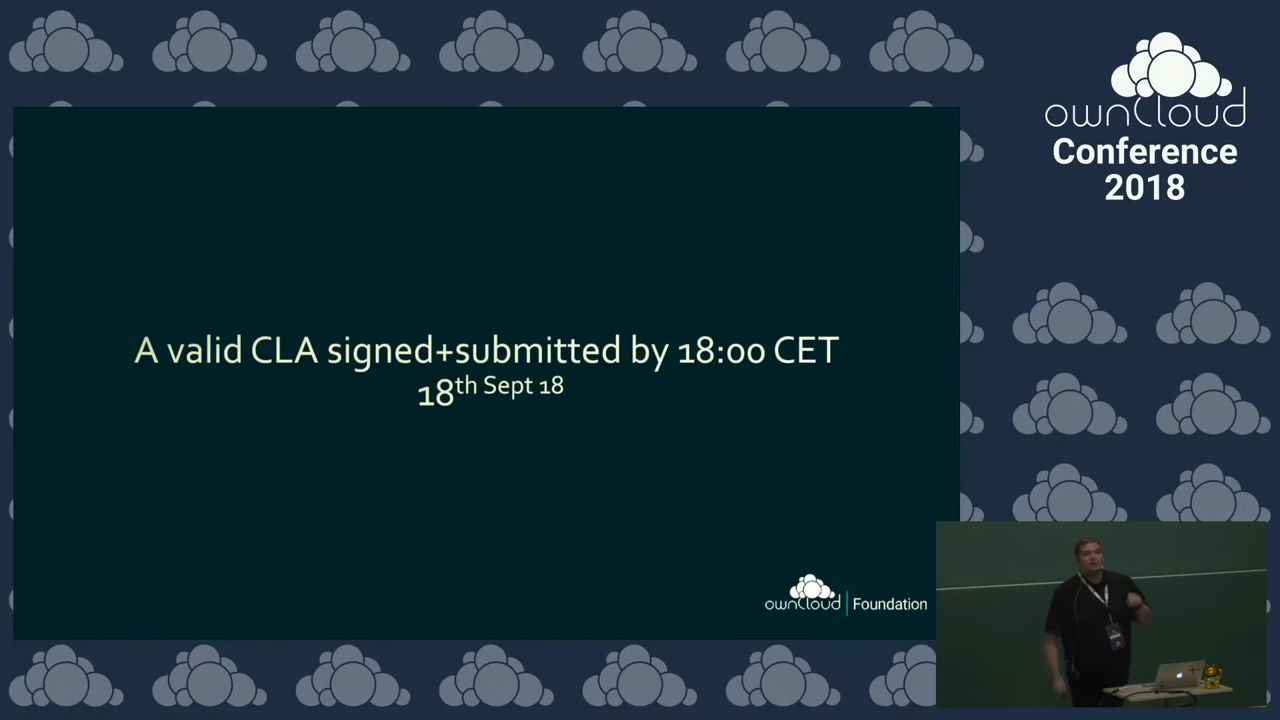 ownCloud
Conference
2018
A valid CLA signed+submitted by 18:00 CET
18th Sept 18
ownCloud Foundation